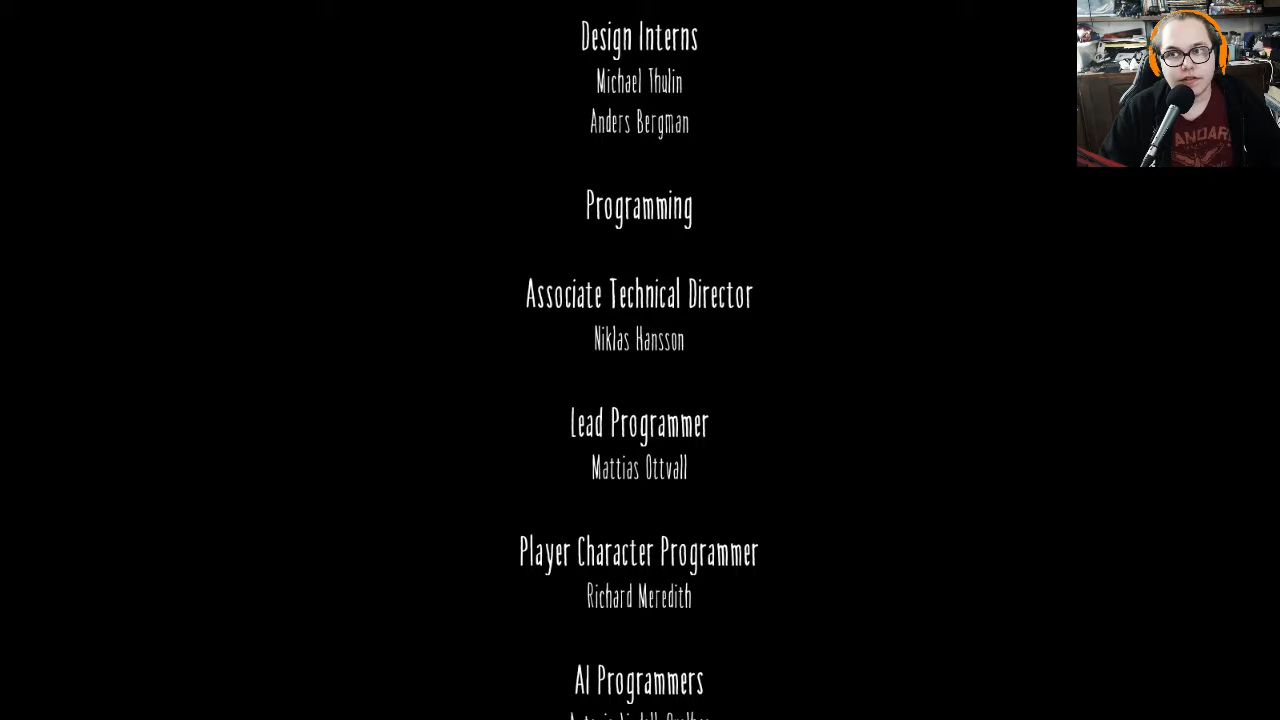 Design Interns
Michael Thulin
Anders Bergman
Programming
Associate Technical Director
Niklas Hansson
Lead Programmer
Mattias Ottvall
Player Character Programmer
Richard Meredith
AI Programmers
ANDAR